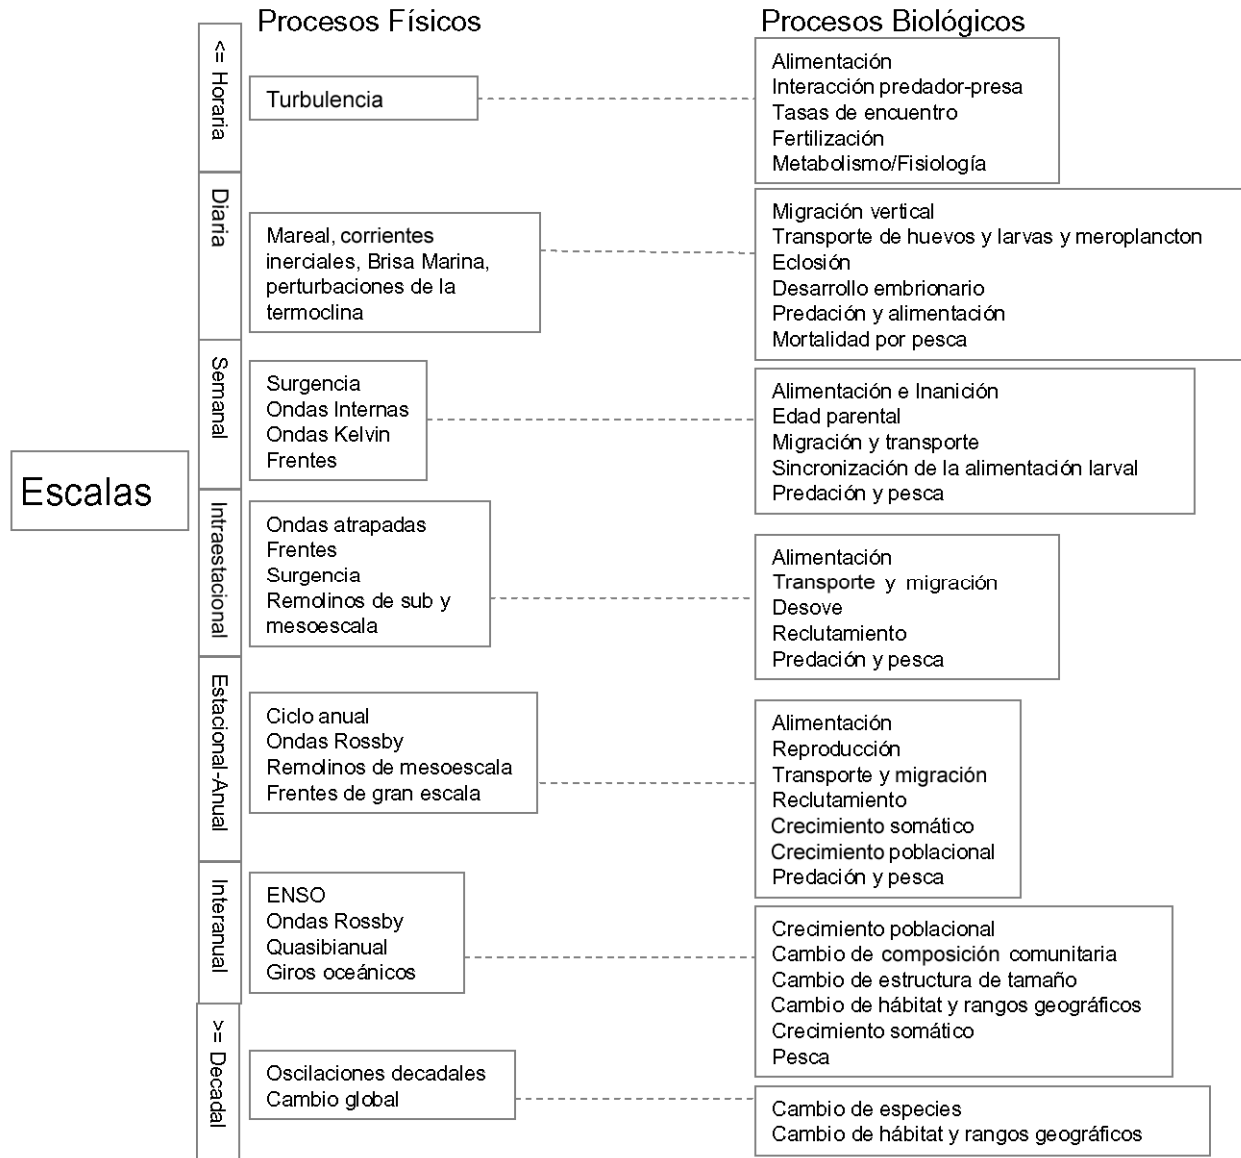 Procesos Físicos
Procesos Biológicos
Escalas
<= Horaria
Turbulencia
Alimentación
Interacción predador-presa
Tasas de encuentro
Fertilización
Metabolismo/Fisiología
Diaria
Mareal, corrientes
inerciales, Brisa Marina,
perturbaciones de la
termoclina
Migración vertical
Transporte de huevos y larvas y meroplancton
Eclosión
Desarrollo embrionario
Predación y alimentación
Mortalidad por pesca
Semanal
Surgencia
Ondas Internas
Ondas Kelvin
Frentes
Alimentación e Inanición
Edad parental
Migración y transporte
Sincronización de la alimentación larval
Predación y pesca
Intraestacional
Ondas atrapadas
Frentes
Surgencia
Remolinos de sub y
mesoescala
Alimentación
Transporte y migración
Desove
Reclutamiento
Predación y pesca
Estacional-Anual
Ciclo anual
Ondas Rossby
Remolinos de mesoescala
Frentes de gran escala
Alimentación
Reproducción
Transporte y migración
Reclutamiento
Crecimiento somático
Crecimiento poblacional
Predación y pesca
Interanual
ENSO
Ondas Rossby
Quasibianual
Giros oceánicos
Crecimiento poblacional
Cambio de composición comunitaria
Cambio de estructura de tamaño
Cambio de hábitat y rangos geográficos
Crecimiento somático
Pesca
>= Decadal
Oscilaciones decadales
Cambio global
Cambio de especies
Cambio de hábitat y rangos geográficos